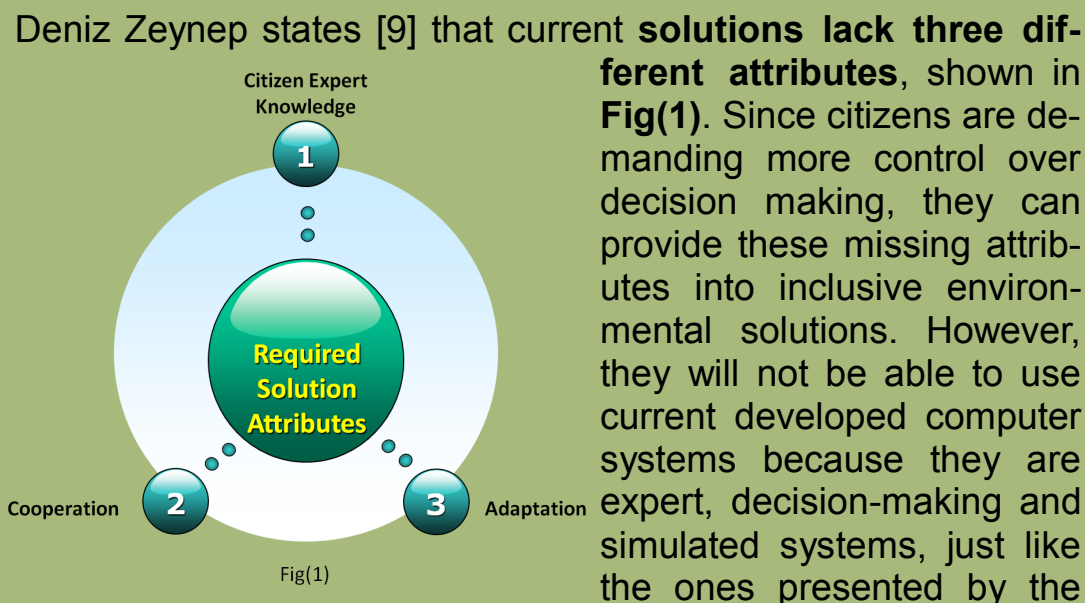 Deniz Zeynep states [9] that current solutions lack three dif-
ferent attributes, shown in
Fig(1). Since citizens are de-
manding more control over
decision making, they can
provide these missing attrib-
utes into inclusive environ-
mental solutions. However,
they will not be able to use
current developed computer
systems because they are
expert, decision-making and
simulated systems, just like
the ones presented by the
Citizen Expert
Knowledge
1
Required
Solution
Attributes
Cooperation
2
3
Adaptation
Fig(1)